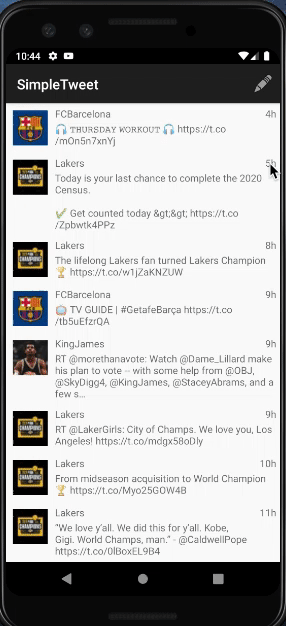 10:44
SimpleTweet
FCBarcelona 4h
🎧 𝚃𝙷𝚄𝚁𝚂𝙳𝙰𝚈 𝚆𝙾𝚁𝙺𝙾𝚄𝚃 🎧 https://t.co
/mOn5n7xnYj
Lakers 5h
Today is your last chance to complete the 2020
Census.
✅ Get counted today &gt;&gt; https://t.co
/Zpbwtk4PPz
Lakers 8h
The lifelong Lakers fan turned Lakers Champion
🏆 https://t.co/w1jZaKNZUW
FCBarcelona 9h
📺 TV GUIDE | #GetafeBarça https://t.co
/tb5uEfzrQA
KingJames 9h
RT @morethanavote: Watch @Dame_Lillard make
his plan to vote – with some help from @OBJ,
@SkyDigg4, @KingJames, @StaceyAbrams, and a
few s…
Lakers 9h
RT @LakerGirls: City of Champs. We love you, Los
Angeles! https://t.co/mdgx58oDly
Lakers 10h
From midseason acquisition to World Champion
🏆 https://t.co/Myo25GOW4B
Lakers 11h
“We love y’all. We did this for y’all. Kobe,
Gigi. World Champs, man.” - @CaldwellPope
https://t.co/0lBoxEL9B4